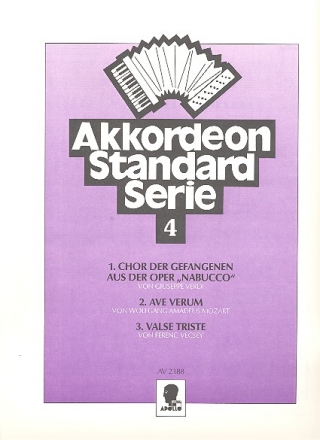 Akkordeon
Standard
Serie
4
1. CHOR DER GEFANGENEN
AUS DER OPER „NABUCCO“
VON GIUSEPPE VERDI
2. AVE VERUM
VON WOLFGANG AMADEUS MOZART
3. VALSE TRISTE
VON FERENC VECSEY
AV 2388
APOLLO